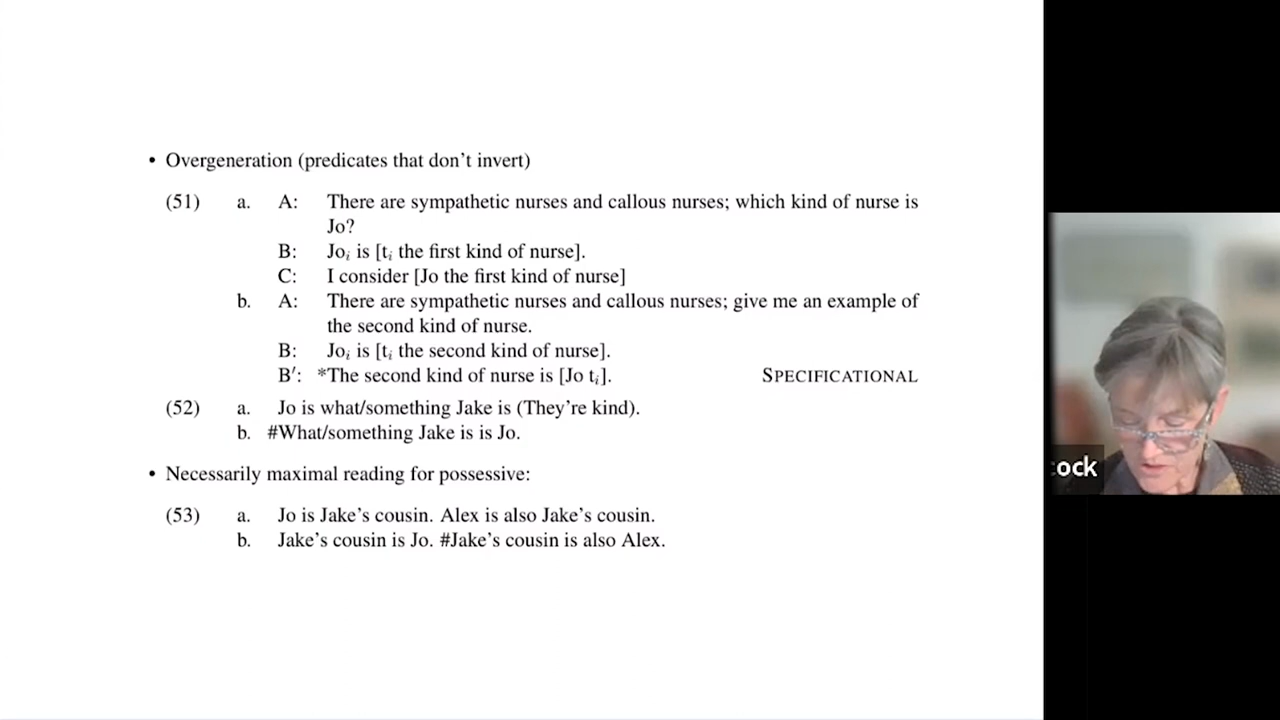 • Overgeneration (predicates that don't invert)
(51) a. A: There are sympathetic nurses and callous nurses; which kind of nurse is
Jo?
B: Joᵢ is [tᵢ the first kind of nurse].
C: I consider [Jo the first kind of nurse]
b. A: There are sympathetic nurses and callous nurses; give me an example of
the second kind of nurse.
B: Joᵢ is [tᵢ the second kind of nurse].
B′: *The second kind of nurse is [Jo tᵢ]. SPECIFICATIONAL
(52) a. Jo is what/something Jake is (They're kind).
b. #What/something Jake is is Jo.
• Necessarily maximal reading for possessive:
(53) a. Jo is Jake's cousin. Alex is also Jake's cousin.
b. Jake's cousin is Jo. #Jake's cousin is also Alex.
cock